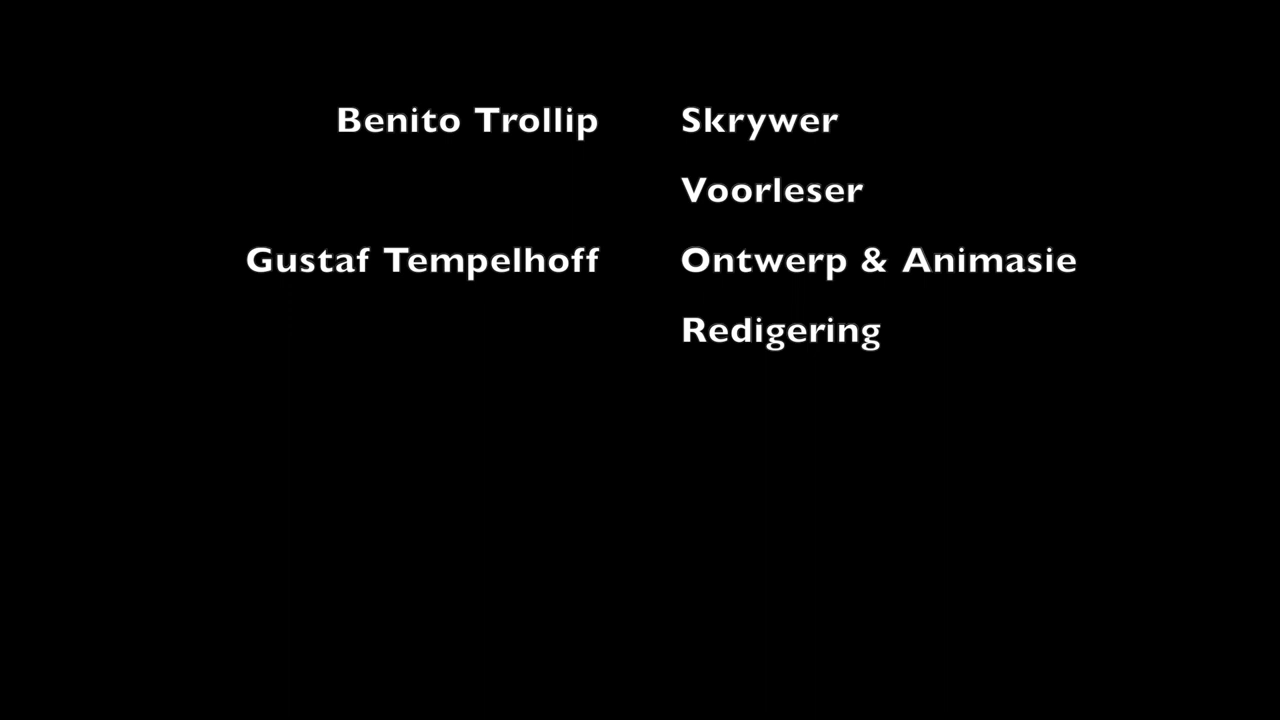 Benito Trollip Skrywer
Voorleser
Gustaf Tempelhoff Ontwerp & Animasie
Redigering